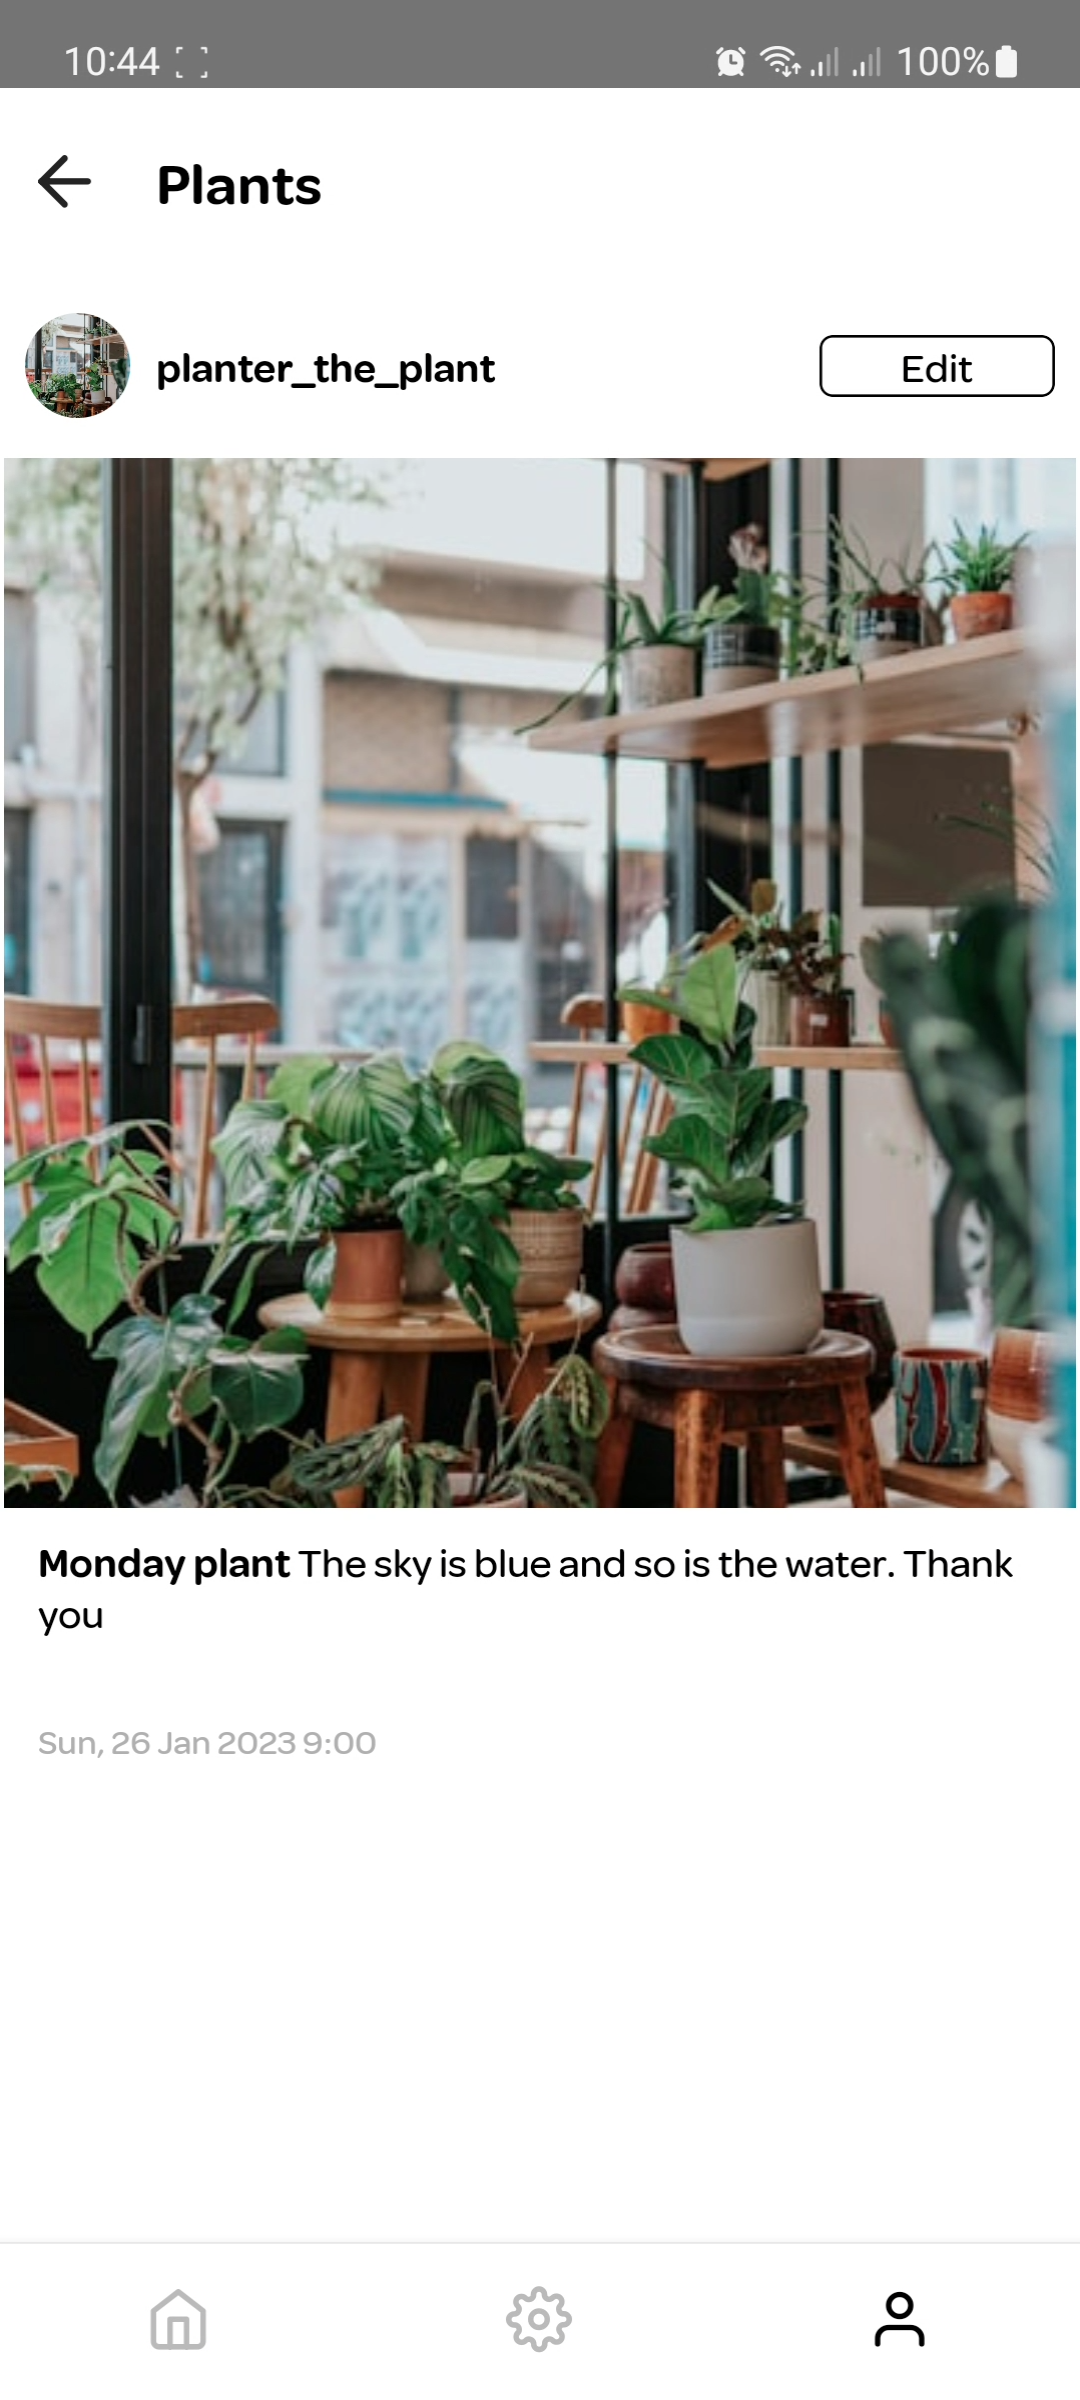 10:44 100%
Plants
planter_the_plant Edit
Monday plant The sky is blue and so is the water. Thank
you
Sun, 26 Jan 2023 9:00